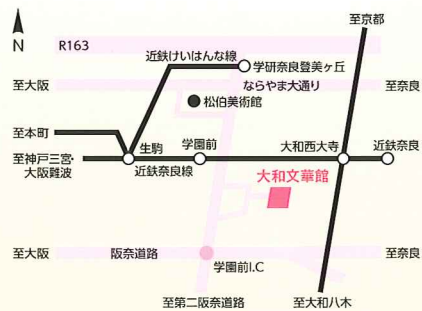 至京都
N
R163
近鉄けいはんな線
学研奈良登美ヶ丘
至大阪
ならやま大通り
至奈良
松伯美術館
至本町
生駒
学園前
大和西大寺
近鉄奈良
至神戸三宮・
大阪難波
近鉄奈良線
大和文華館
至大阪
阪奈道路
至奈良
学園前I.C
至第二阪奈道路
至大和八木